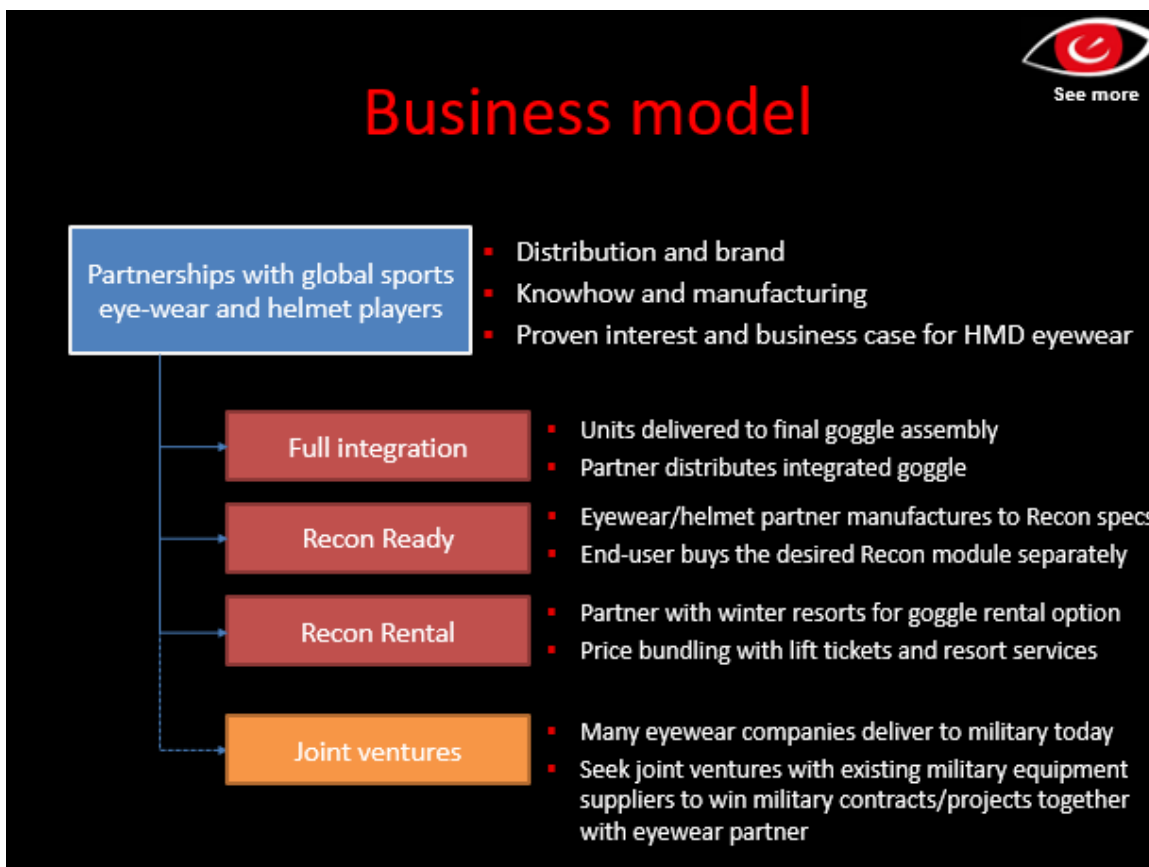 See more
Business model
Partnerships with global sports
eye-wear and helmet players
▪ Distribution and brand
▪ Knowhow and manufacturing
▪ Proven interest and business case for HMD eyewear
Full integration
▪ Units delivered to final goggle assembly
▪ Partner distributes integrated goggle
Recon Ready
▪ Eyewear/helmet partner manufactures to Recon specs
▪ End-user buys the desired Recon module separately
Recon Rental
▪ Partner with winter resorts for goggle rental option
▪ Price bundling with lift tickets and resort services
Joint ventures
▪ Many eyewear companies deliver to military today
▪ Seek joint ventures with existing military equipment
suppliers to win military contracts/projects together
with eyewear partner